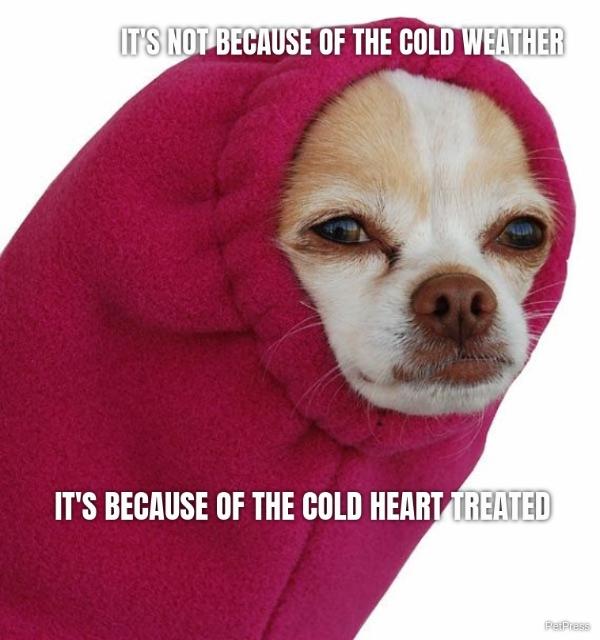 IT'S NOT BECAUSE OF THE COLD WEATHER
IT'S BECAUSE OF THE COLD HEART TREATED
PetPress